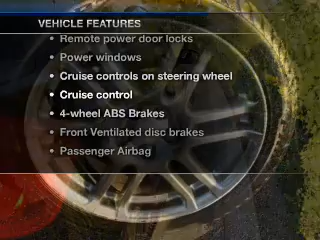 VEHICLE FEATURES
• Remote power door locks
• Power windows
• Cruise controls on steering wheel
• Cruise control
• 4-wheel ABS Brakes
• Front Ventilated disc brakes
• Passenger Airbag